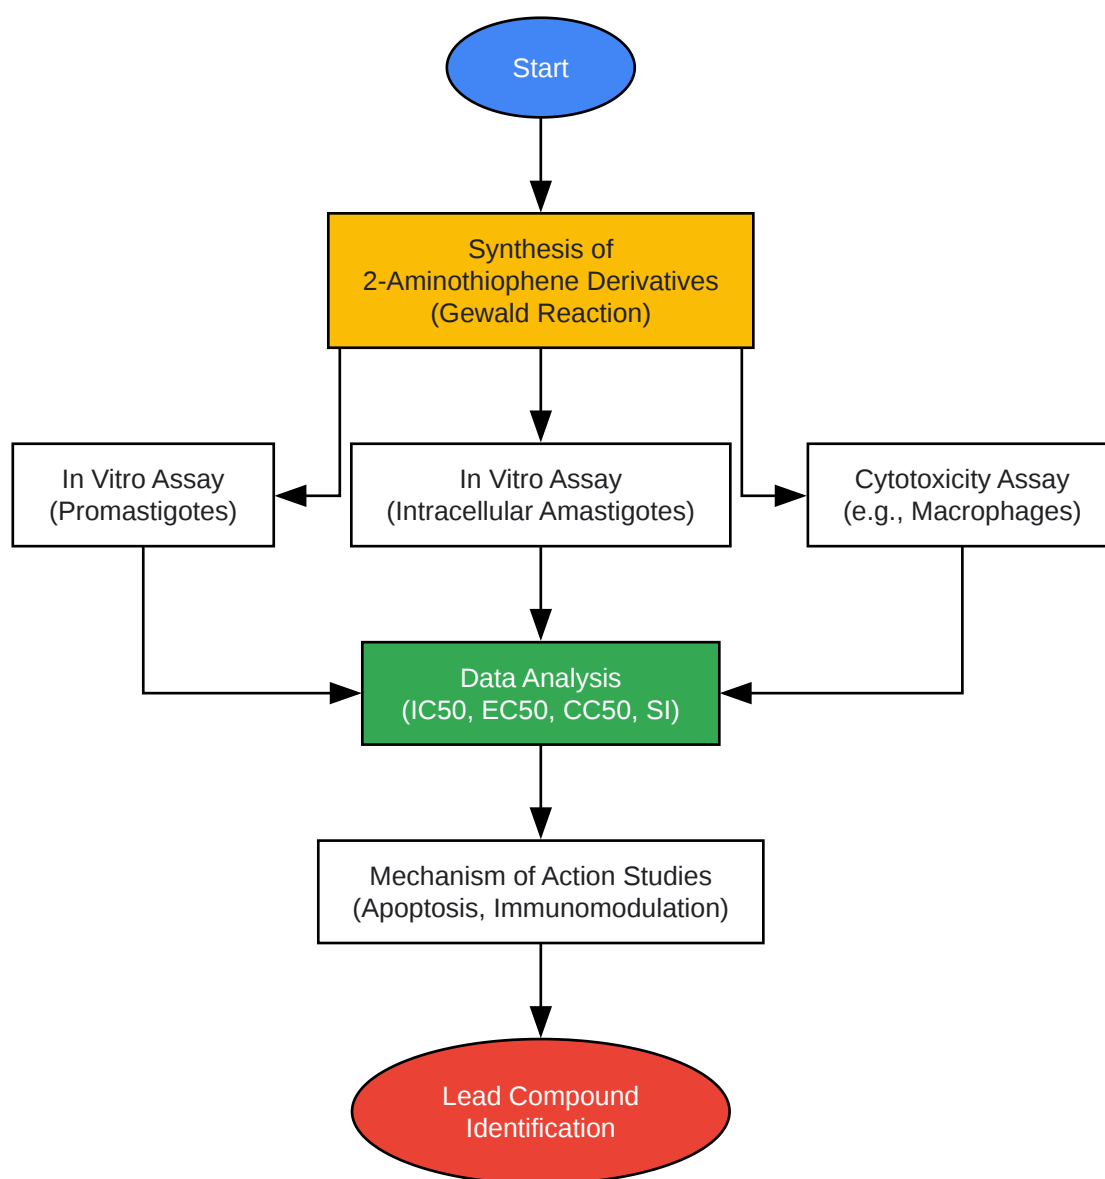 Start
Synthesis of
2-Aminothiophene Derivatives
(Gewald Reaction)
In Vitro Assay
(Promastigotes)
In Vitro Assay
(Intracellular Amastigotes)
Cytotoxicity Assay
(e.g., Macrophages)
Data Analysis
(IC50, EC50, CC50, SI)
Mechanism of Action Studies
(Apoptosis, Immunomodulation)
Lead Compound
Identification